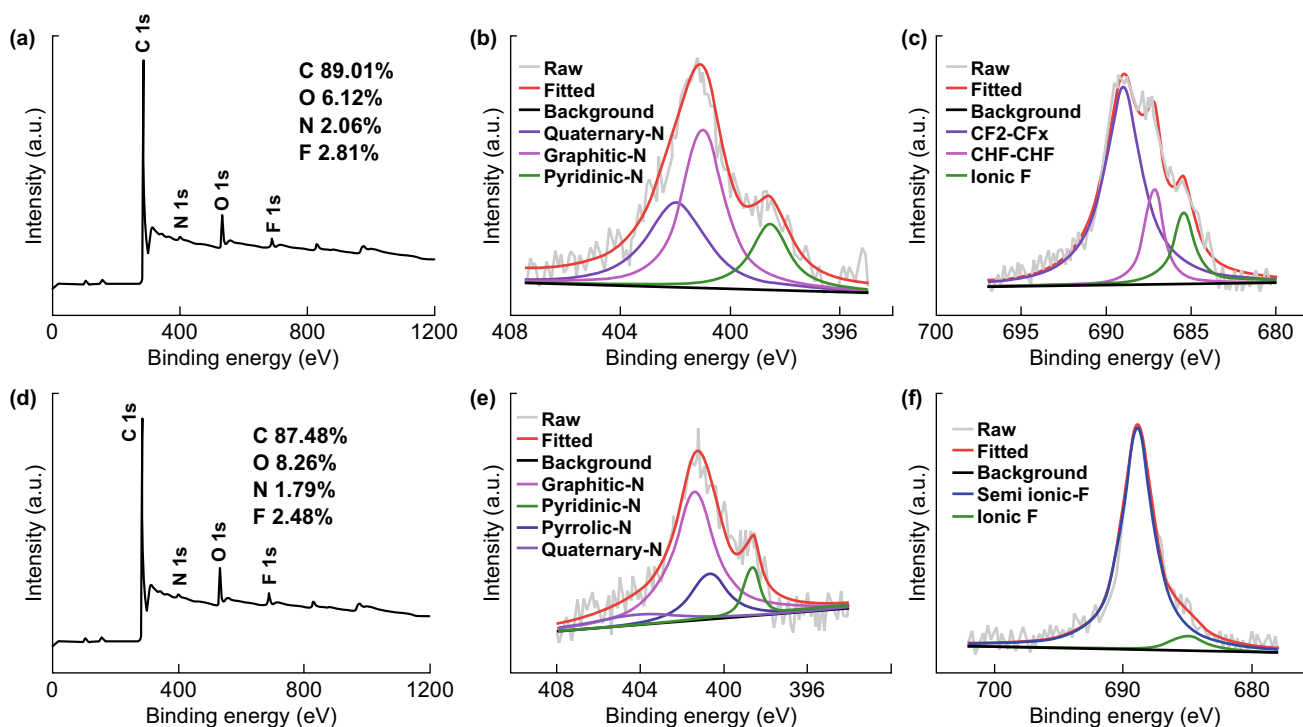 (a)
Intensity (a.u.)
C 1s
N 1s
O 1s
F 1s
C 89.01%
O 6.12%
N 2.06%
F 2.81%
0 400 800 1200
Binding energy (eV)
(b)
Intensity (a.u.)
Raw
Fitted
Background
Quaternary-N
Graphitic-N
Pyridinic-N
408 404 400 396
Binding energy (eV)
(c)
Intensity (a.u.)
Raw
Fitted
Background
CF2-CFx
CHF-CHF
Ionic F
700 695 690 685 680
Binding energy (eV)
(d)
Intensity (a.u.)
C 1s
N 1s
O 1s
F 1s
C 87.48%
O 8.26%
N 1.79%
F 2.48%
0 400 800 1200
Binding energy (eV)
(e)
Intensity (a.u.)
Raw
Fitted
Background
Graphitic-N
Pyridinic-N
Pyrrolic-N
Quaternary-N
408 404 400 396
Binding energy (eV)
(f)
Intensity (a.u.)
Raw
Fitted
Background
Semi ionic-F
Ionic F
700 690 680
Binding energy (eV)